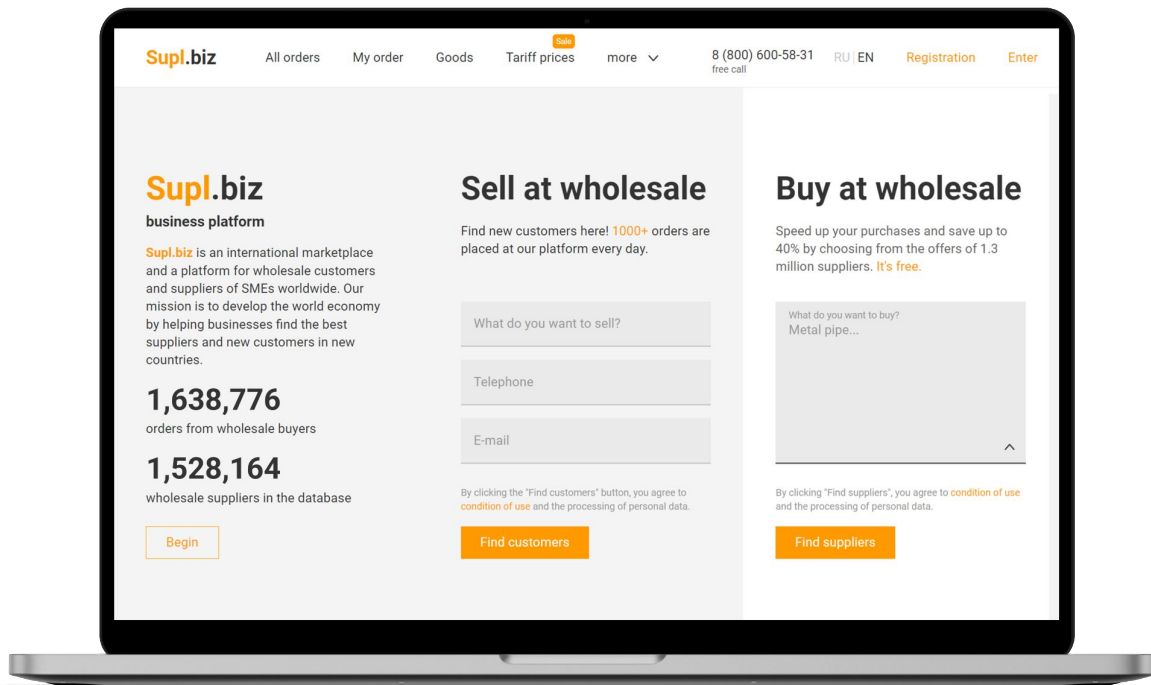 Supl.biz
All orders
My order
Goods
Sale
Tariff prices
more
8 (800) 600-58-31
free call
RU | EN
Registration
Enter
Supl.biz
business platform
Supl.biz is an international marketplace
and a platform for wholesale customers
and suppliers of SMEs worldwide. Our
mission is to develop the world economy
by helping businesses find the best
suppliers and new customers in new
countries.
1,638,776
orders from wholesale buyers
1,528,164
wholesale suppliers in the database
Begin
Sell at wholesale
Find new customers here! 1000+ orders are
placed at our platform every day.
What do you want to sell?
Telephone
E-mail
By clicking the "Find customers" button, you agree to
condition of use and the processing of personal data.
Find customers
Buy at wholesale
Speed up your purchases and save up to
40% by choosing from the offers of 1.3
million suppliers. It's free.
What do you want to buy?
Metal pipe...
By clicking "Find suppliers", you agree to condition of use
and the processing of personal data.
Find suppliers